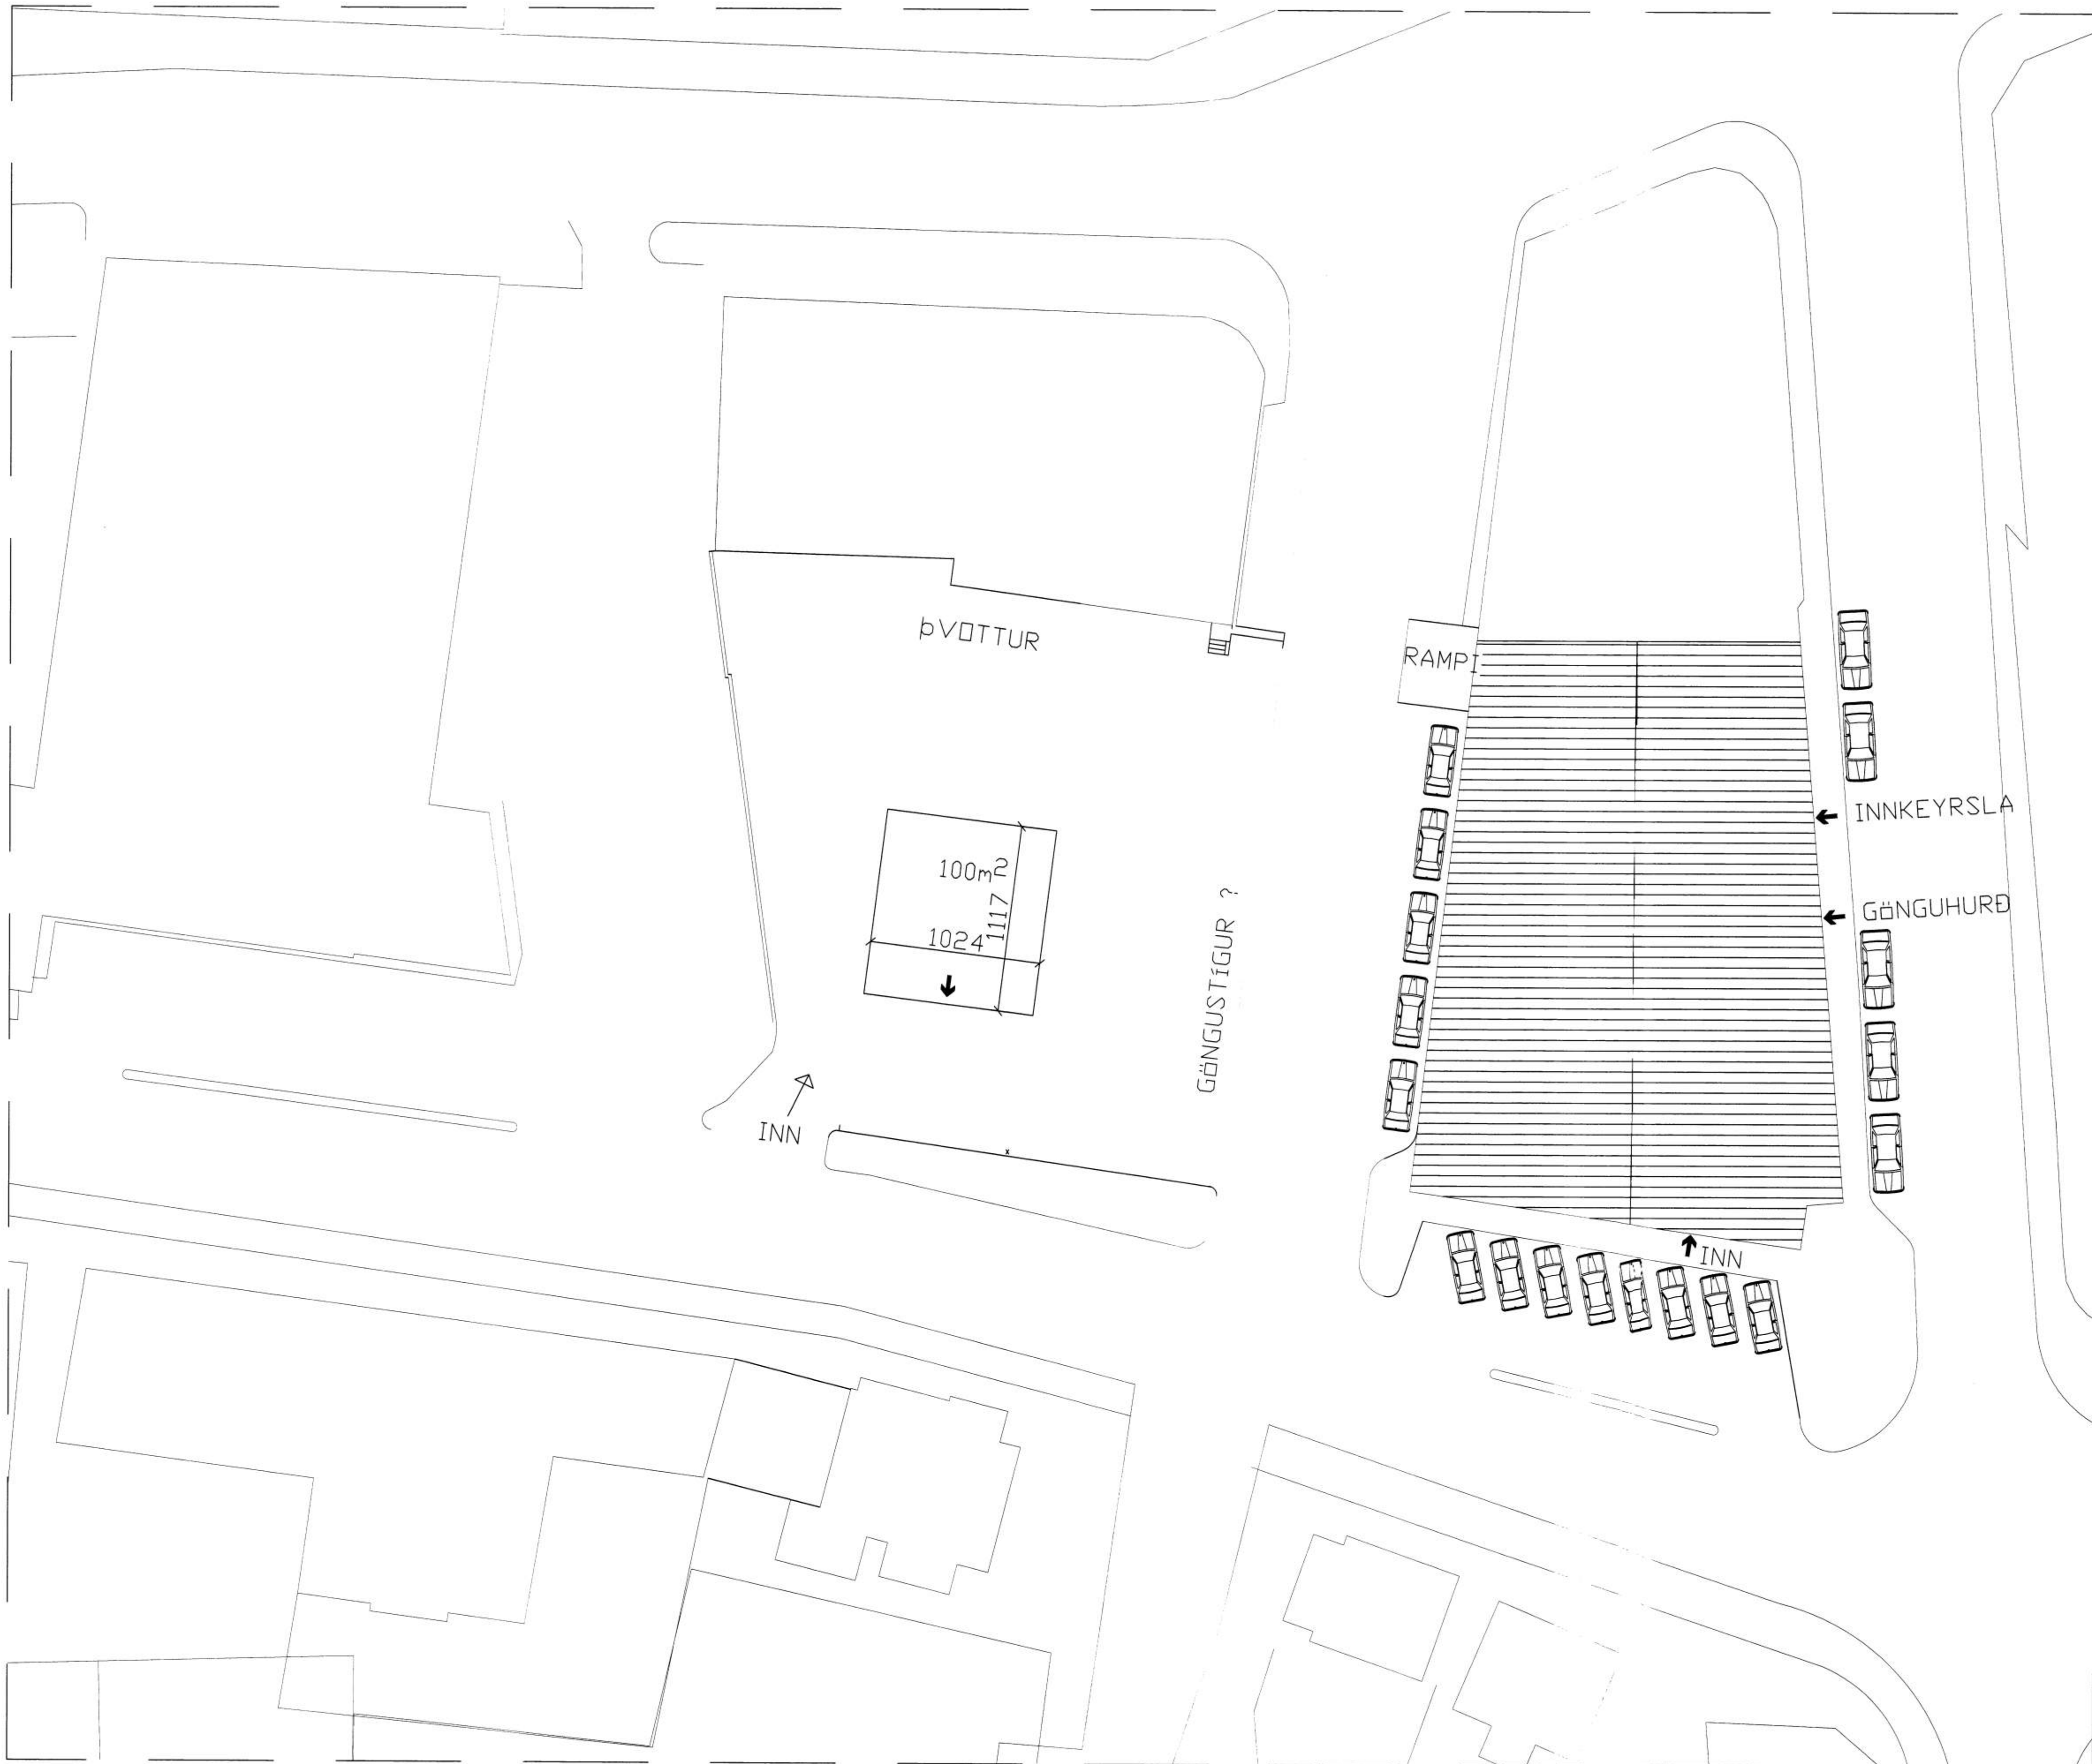 ÞVOTTUR
RAMPI
100m2
1117
1024
GÖNGUSTÍGUR ?
INN
INNKEYRSLA
GÖNGUHURÐ
INN